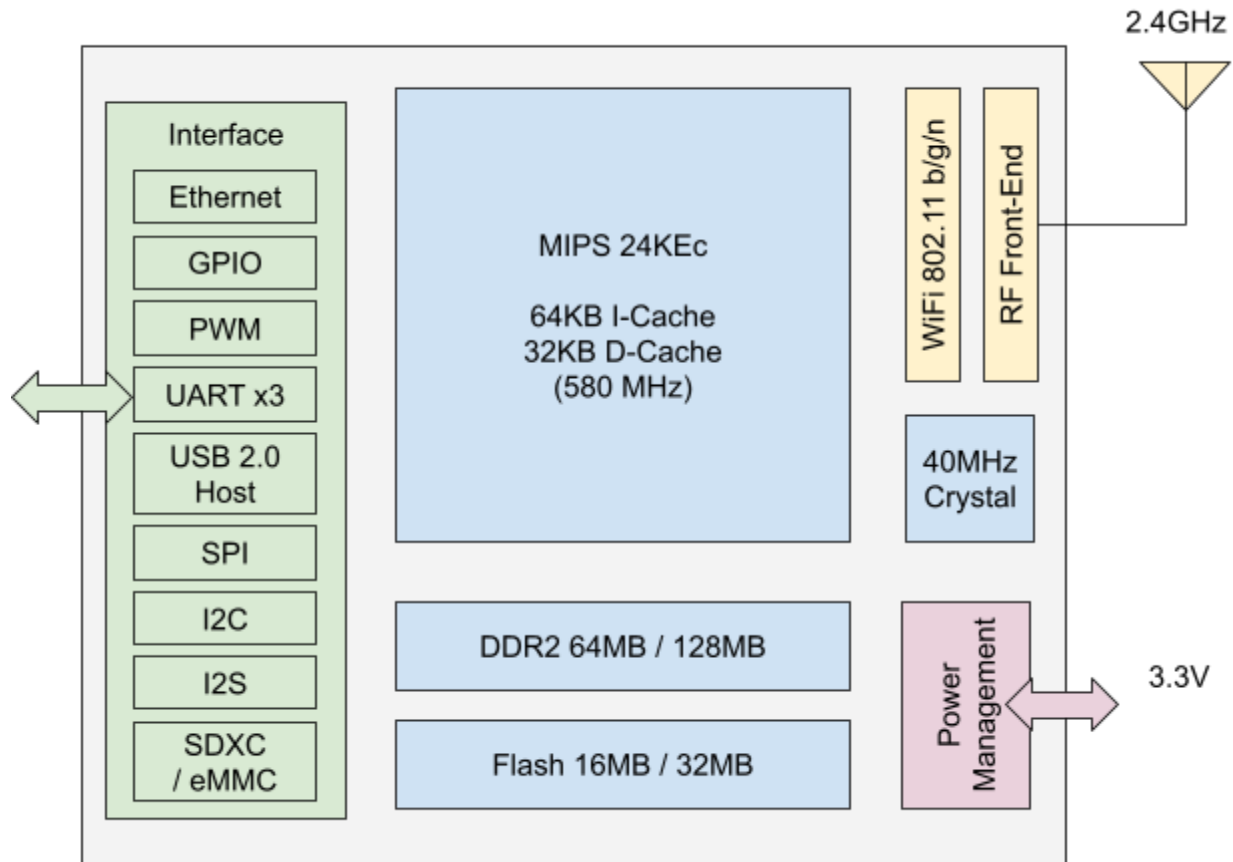 2.4GHz
Interface
Ethernet
GPIO
PWM
UART x3
USB 2.0
Host
SPI
I2C
I2S
SDXC
/ eMMC
MIPS 24KEc
64KB I-Cache
32KB D-Cache
(580 MHz)
DDR2 64MB / 128MB
Flash 16MB / 32MB
WiFi 802.11 b/g/n
RF Front-End
40MHz
Crystal
Power
Management
3.3V